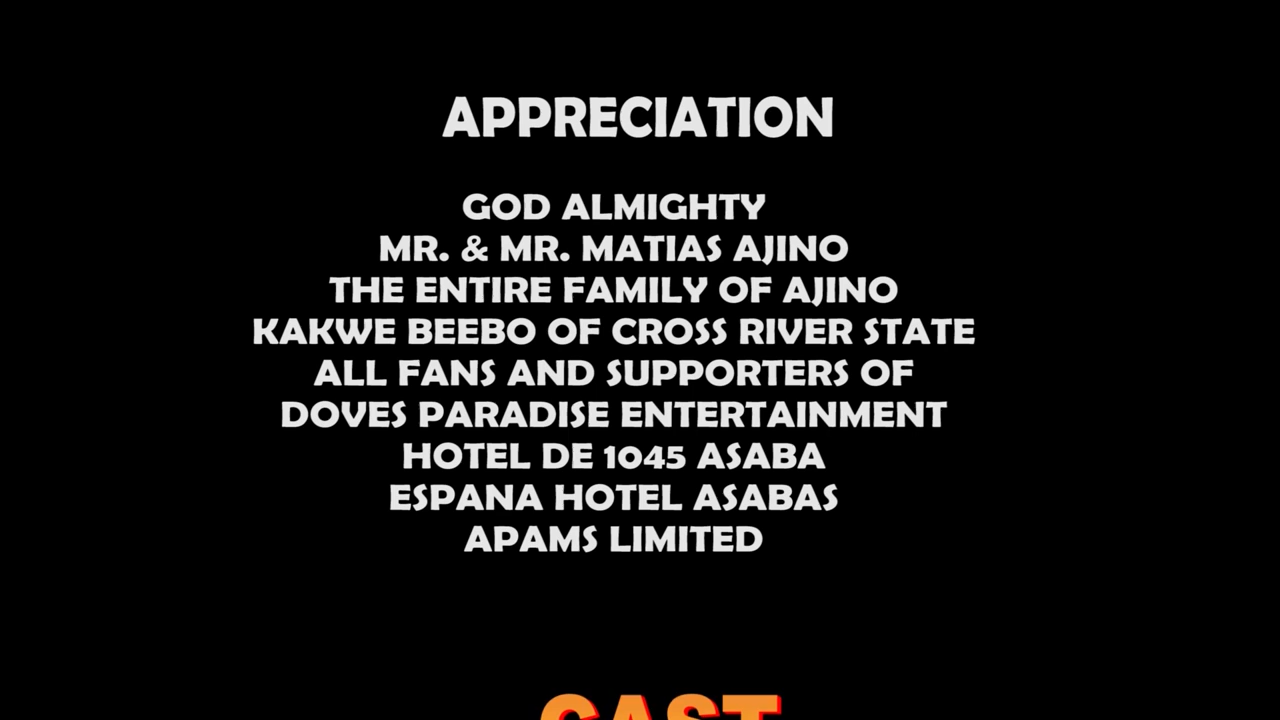 APPRECIATION
GOD ALMIGHTY
MR. & MR. MATIAS AJINO
THE ENTIRE FAMILY OF AJINO
KAKWE BEEBO OF CROSS RIVER STATE
ALL FANS AND SUPPORTERS OF
DOVES PARADISE ENTERTAINMENT
HOTEL DE 1045 ASABA
ESPANA HOTEL ASABAS
APAMS LIMITED
CAST